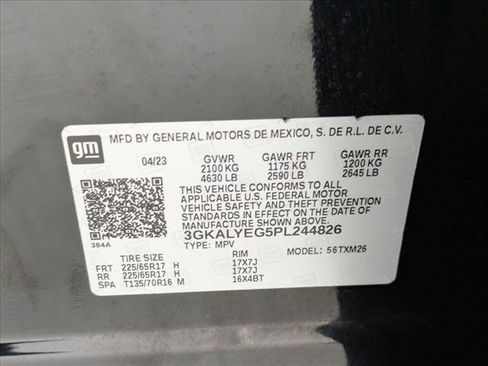 gm
MFD BY GENERAL MOTORS DE MEXICO, S. DE R.L. DE C.V.
04/23 GVWR GAWR FRT GAWR RR
2100 KG 1175 KG 1200 KG
4630 LB 2590 LB 2645 LB
THIS VEHICLE CONFORMS TO ALL
APPLICABLE U.S. FEDERAL MOTOR
VEHICLE SAFETY STANDARDS IN
EFFECT ON THE DATE OF
MANUFACTURE SHOWN ABOVE.
384A
3GKALYEG5PL244826
TYPE: MPV MODEL: 56TXM26
TIRE SIZE RIM
FRT 225/65R17 H 17X7J
RR 225/65R17 H 17X7J
SPA T135/70R16 M 16X4BT